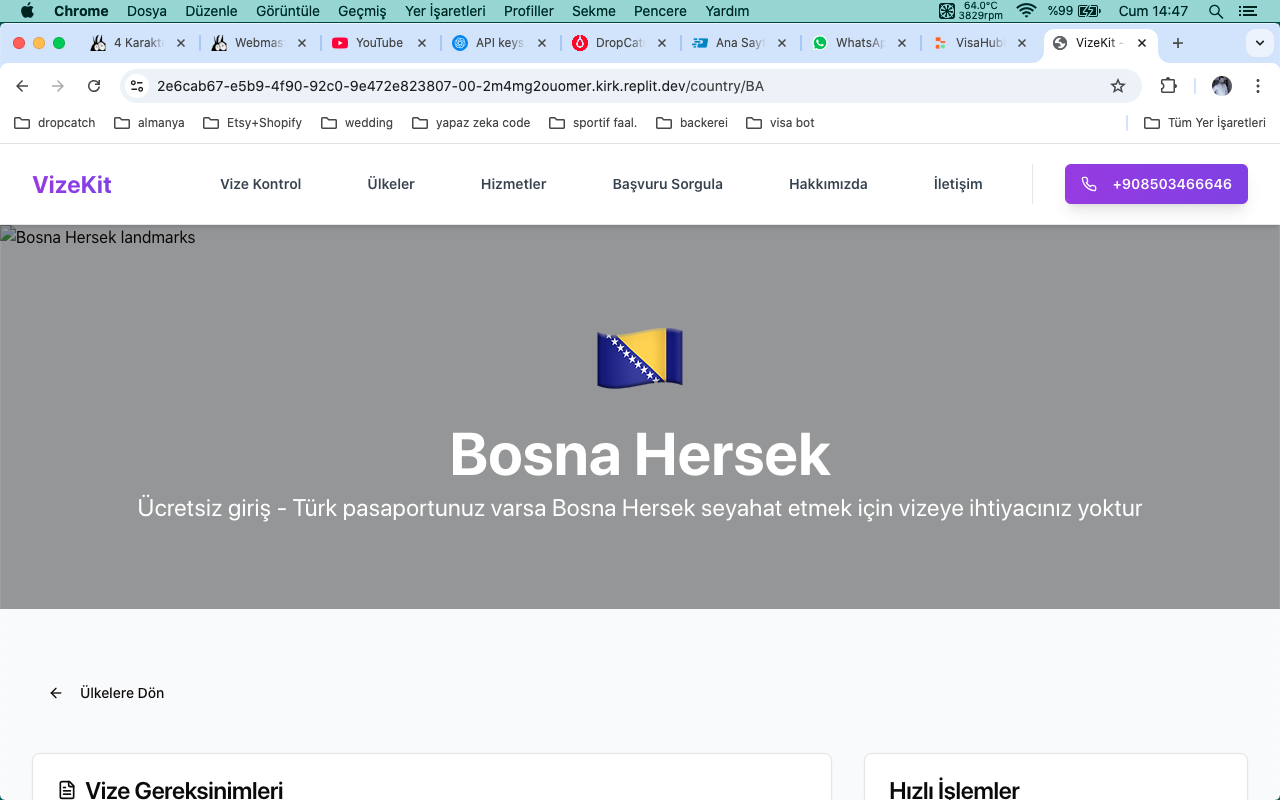 Chrome Dosya Düzenle Görüntüle Geçmiş Yer İşaretleri Profiller Sekme Pencere Yardım 64.0°C 3829rpm %99 Cum 14:47
4 Karakt Webmas YouTube API keys DropCat Ana Say WhatsAp VisaHub VizeKit -
2e6cab67-e5b9-4f90-92c0-9e472e823807-00-2m4mg2ouomer.kirk.replit.dev/country/BA
dropcatch almanya Etsy+Shopify wedding yapaz zeka code sportif faal. backerei visa bot Tüm Yer İşaretleri
VizeKit Vize Kontrol Ülkeler Hizmetler Başvuru Sorgula Hakkımızda İletişim +908503466646
Bosna Hersek landmarks
Bosna Hersek
Ücretsiz giriş - Türk pasaportunuz varsa Bosna Hersek seyahat etmek için vizeye ihtiyacınız yoktur
Ülkelere Dön
Vize Gereksinimleri
Hızlı İşlemler